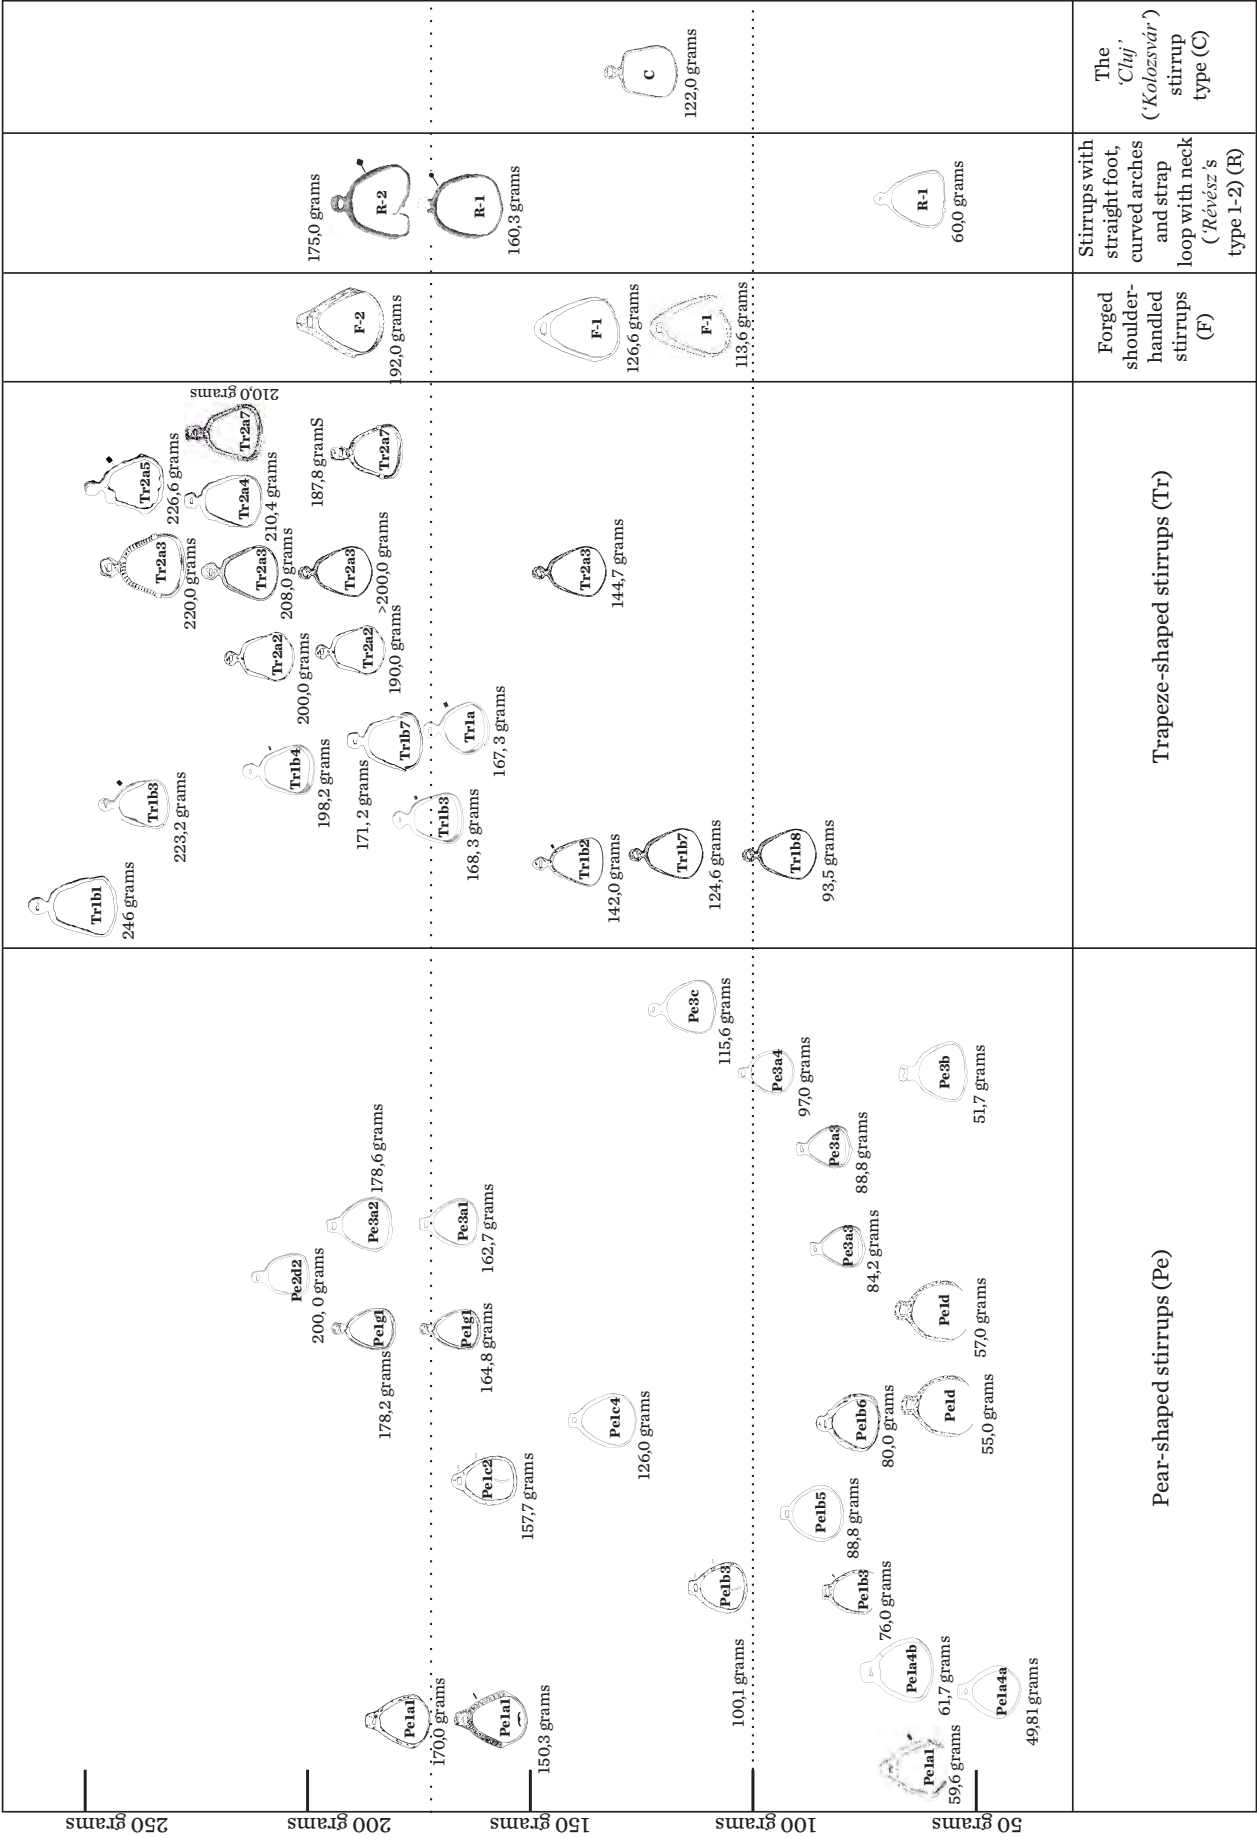 250 grams
200 grams
150 grams
100 grams
50 grams
Pe1a1
170,0 grams
Pe1a1
150,3 grams
Pe1a1
59,6 grams
Pe1a4a
49,81 grams
Pe1a4b
61,7 grams
Pe1b3
100,1 grams
Pe1b3
76,0 grams
Pe1b5
88,8 grams
Pe1b6
80,0 grams
Pe1c2
157,7 grams
Pe1c4
126,0 grams
Pe1d
55,0 grams
Pe1d
57,0 grams
Pe1g1
178,2 grams
Pe1g1
164,8 grams
Pe2d2
200, 0 grams
Pe3a2
178,6 grams
Pe3a1
162,7 grams
Pe3a3
84,2 grams
Pe3a3
88,8 grams
Pe3a4
97,0 grams
Pe3b
51,7 grams
Pe3c
115,6 grams
Pear-shaped stirrups (Pe)
Tr1b1
246 grams
Tr1b3
223,2 grams
Tr1b4
198,2 grams
Tr1b7
171, 2 grams
Tr1b3
168,3 grams
Tr1a
167, 3 grams
Tr1b2
142,0 grams
Tr1b7
124,6 grams
Tr1b8
93,5 grams
Tr2a2
200,0 grams
Tr2a2
190,0 grams
Tr2a3
220,0 grams
Tr2a3
208,0 grams
Tr2a3
>200,0 grams
Tr2a3
144,7 grams
Tr2a5
226,6 grams
Tr2a4
210,4 grams
Tr2a7
210,0 grams
Tr2a7
187,8 gramS
Trapeze-shaped stirrups (Tr)
F-2
192,0 grams
F-1
126,6 grams
F-1
113,6 grams
Forged
shoulder-
handled
stirrups
(F)
R-2
175,0 grams
R-1
160,3 grams
R-1
60,0 grams
Stirrups with
straight foot,
curved arches
and strap
loop with neck
(‘Révész’s
type 1-2) (R)
C
122,0 grams
The
‘Cluj’
(‘Kolozsvár’)
stirrup
type (C)